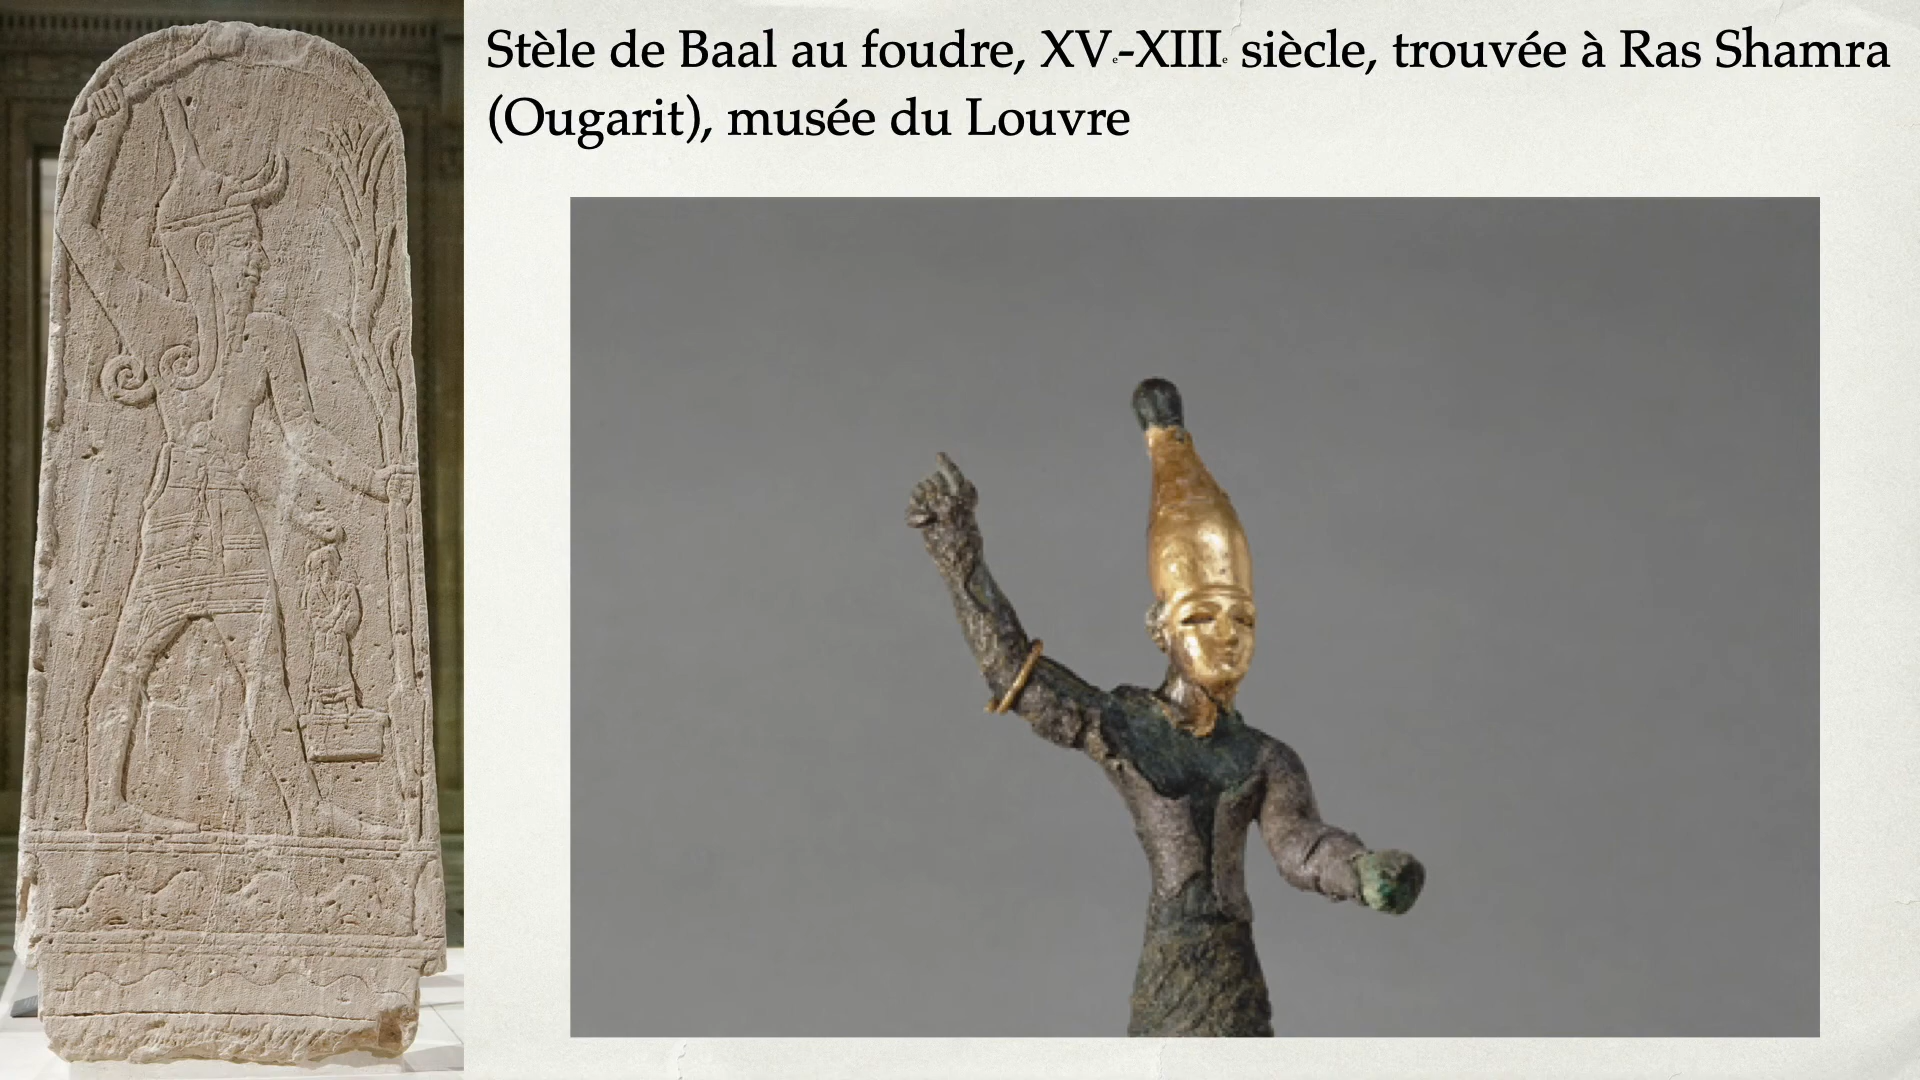 Stèle de Baal au foudre, XVe-XIIIe siècle, trouvée à Ras Shamra
(Ougarit), musée du Louvre